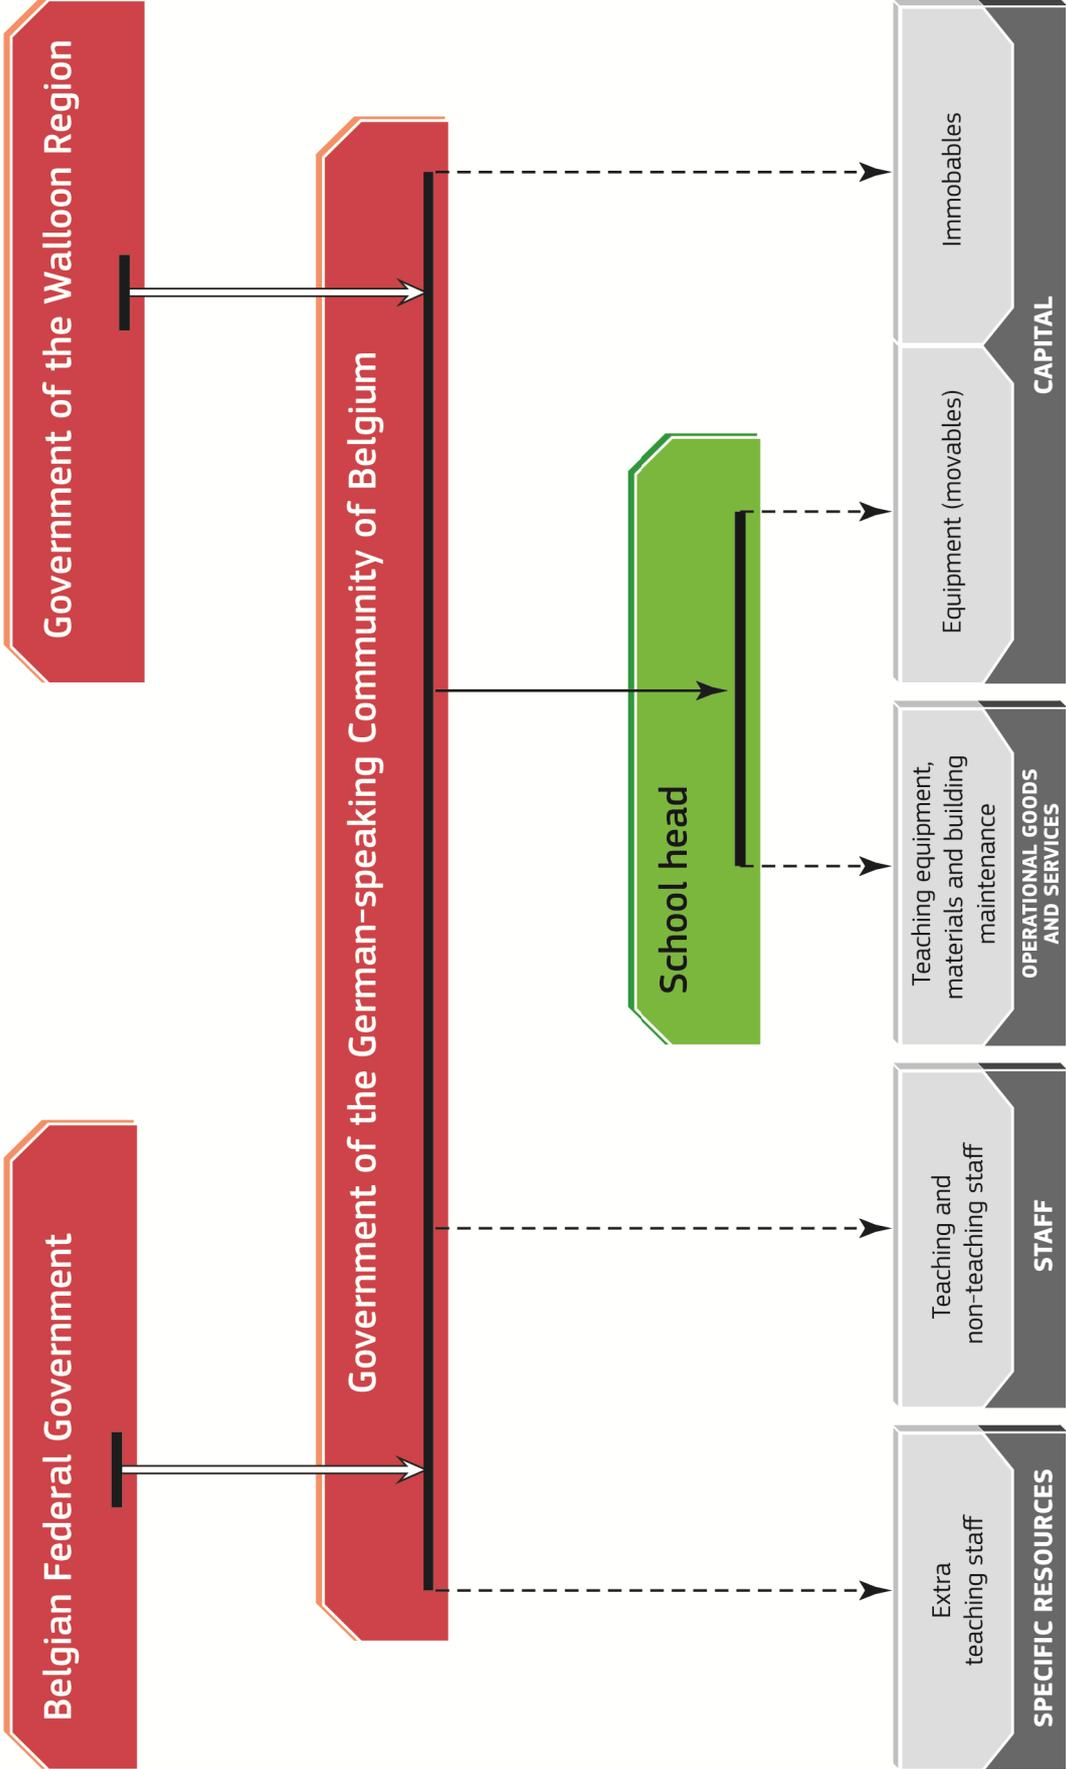 Belgian Federal Government
Government of the Walloon Region
Government of the German-speaking Community of Belgium
School head
Extra
teaching staff
Teaching and
non-teaching staff
Teaching equipment,
materials and building
maintenance
Equipment (movables)
Immobables
SPECIFIC RESOURCES
STAFF
OPERATIONAL GOODS
AND SERVICES
CAPITAL